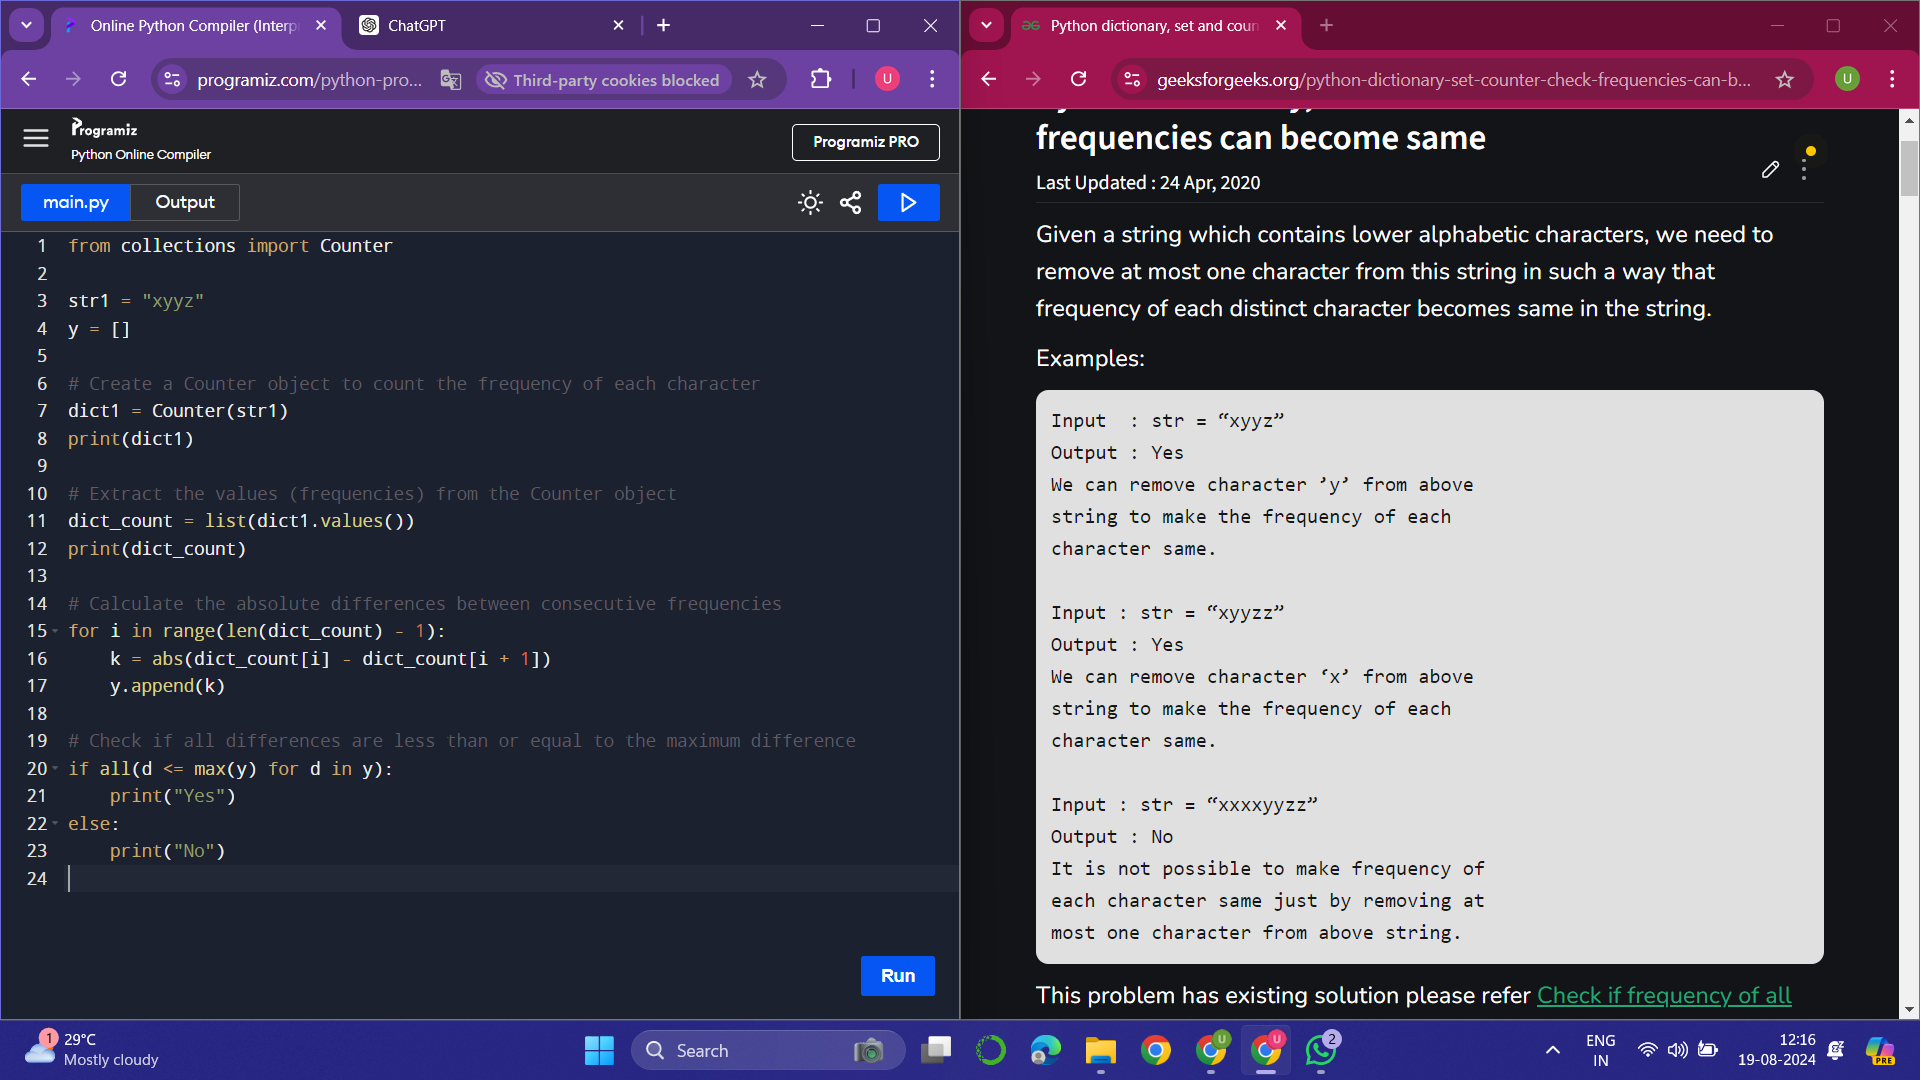 Online Python Compiler (Interp
ChatGPT
programiz.com/python-pro...
Third-party cookies blocked
U
Programiz
Python Online Compiler
Programiz PRO
main.py
Output
1 from collections import Counter
2
3 str1 = "xyyz"
4 y = []
5
6 # Create a Counter object to count the frequency of each character
7 dict1 = Counter(str1)
8 print(dict1)
9
10 # Extract the values (frequencies) from the Counter object
11 dict_count = list(dict1.values())
12 print(dict_count)
13
14 # Calculate the absolute differences between consecutive frequencies
15 for i in range(len(dict_count) - 1):
16     k = abs(dict_count[i] - dict_count[i + 1])
17     y.append(k)
18
19 # Check if all differences are less than or equal to the maximum difference
20 if all(d <= max(y) for d in y):
21     print("Yes")
22 else:
23     print("No")
24
Run
Python dictionary, set and coun
geeksforgeeks.org/python-dictionary-set-counter-check-frequencies-can-b...
U
frequencies can become same
Last Updated : 24 Apr, 2020
Given a string which contains lower alphabetic characters, we need to
remove at most one character from this string in such a way that
frequency of each distinct character becomes same in the string.
Examples:
Input  : str = “xyyz”
Output : Yes
We can remove character ’y’ from above
string to make the frequency of each
character same.
Input : str = “xyyzz”
Output : Yes
We can remove character ‘x’ from above
string to make the frequency of each
character same.
Input : str = “xxxxyyzz”
Output : No
It is not possible to make frequency of
each character same just by removing at
most one character from above string.
This problem has existing solution please refer Check if frequency of all
1
29°C
Mostly cloudy
Search
U
U
2
ENG
IN
12:16
19-08-2024
PRE